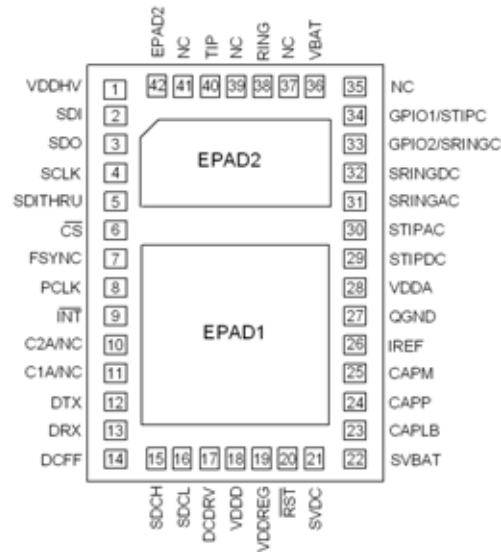 EPAD2 NC TIP NC RING NC VBAT
42 41 40 39 38 37 36
VDDHV 1 35 NC
SDI 2 34 GPIO1/STIPC
SDO 3 33 GPIO2/SRINGC
SCLK 4 32 SRINGDC
SDITHRU 5 31 SRINGAC
CS 6 30 STIPAC
FSYNC 7 29 STIPDC
PCLK 8 28 VDDA
INT 9 27 QGND
C2A/NC 10 26 IREF
C1A/NC 11 25 CAPM
DTX 12 24 CAPP
DRX 13 23 CAPLB
DCFF 14 22 SVBAT
EPAD2
EPAD1
15 16 17 18 19 20 21
SDCH SDCL DCDRV VDDD VDDREG RST SVDC